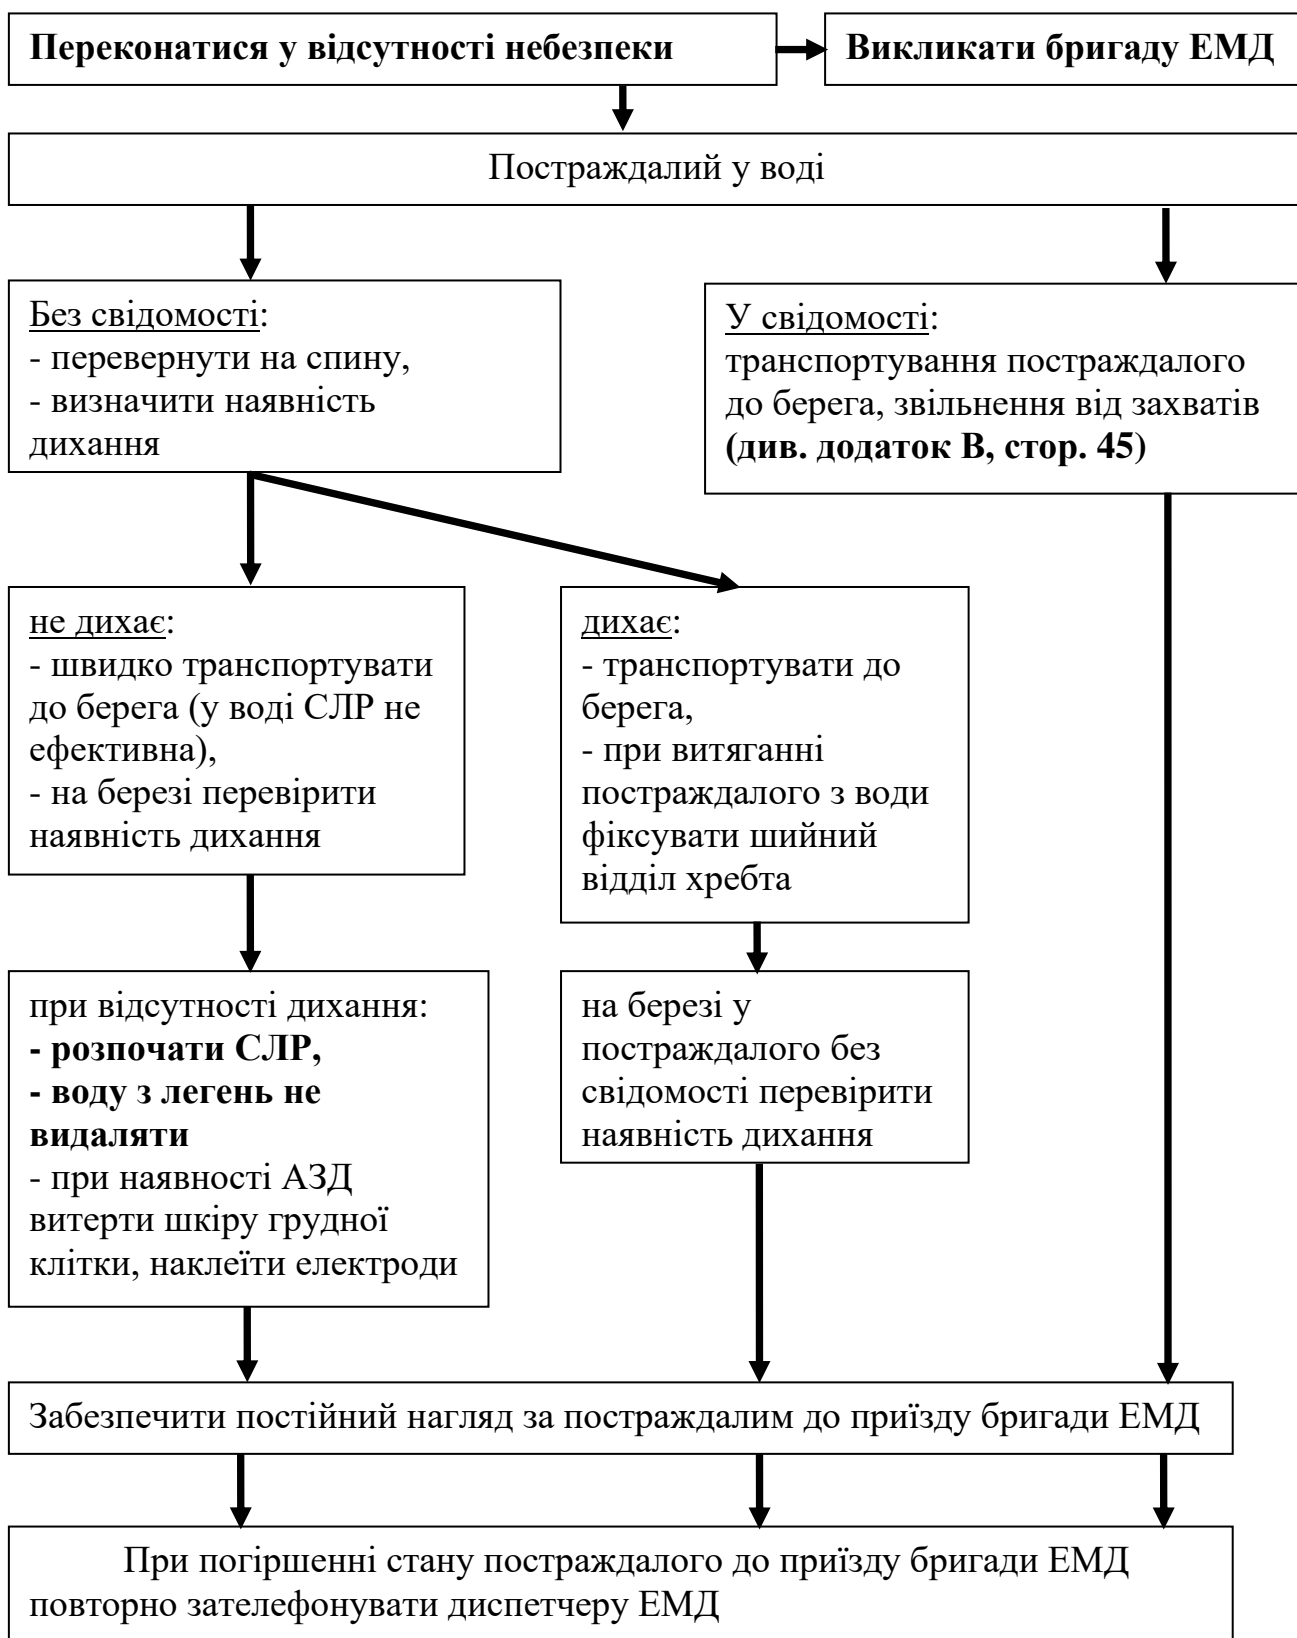 Переконатися у відсутності небезпеки
Викликати бригаду ЕМД
Постраждалий у воді
Без свідомості:
- перевернути на спину,
- визначити наявність
дихання
У свідомості:
транспортування постраждалого
до берега, звільнення від захватів
(див. додаток В, стор. 45)
не дихає:
- швидко транспортувати
до берега (у воді СЛР не
ефективна),
- на березі перевірити
наявність дихання
дихає:
- транспортувати до
берега,
- при витяганні
постраждалого з води
фіксувати шийний
відділ хребта
при відсутності дихання:
- розпочати СЛР,
- воду з легень не
видаляти
- при наявності АЗД
витерти шкіру грудної
клітки, наклеїти електроди
на березі у
постраждалого без
свідомості перевірити
наявність дихання
Забезпечити постійний нагляд за постраждалим до приїзду бригади ЕМД
При погіршенні стану постраждалого до приїзду бригади ЕМД
повторно зателефонувати диспетчеру ЕМД